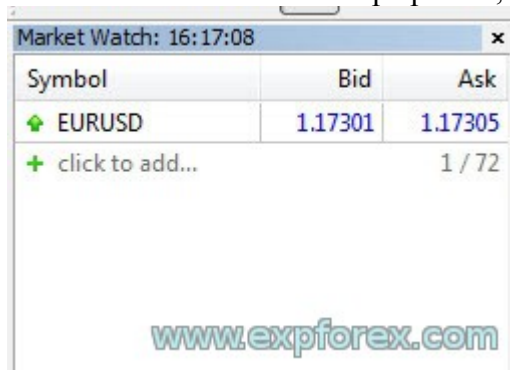 Market Watch: 16:17:08 ×
Symbol Bid Ask
EURUSD 1.17301 1.17305
+ click to add... 1 / 72
www.expforex.com